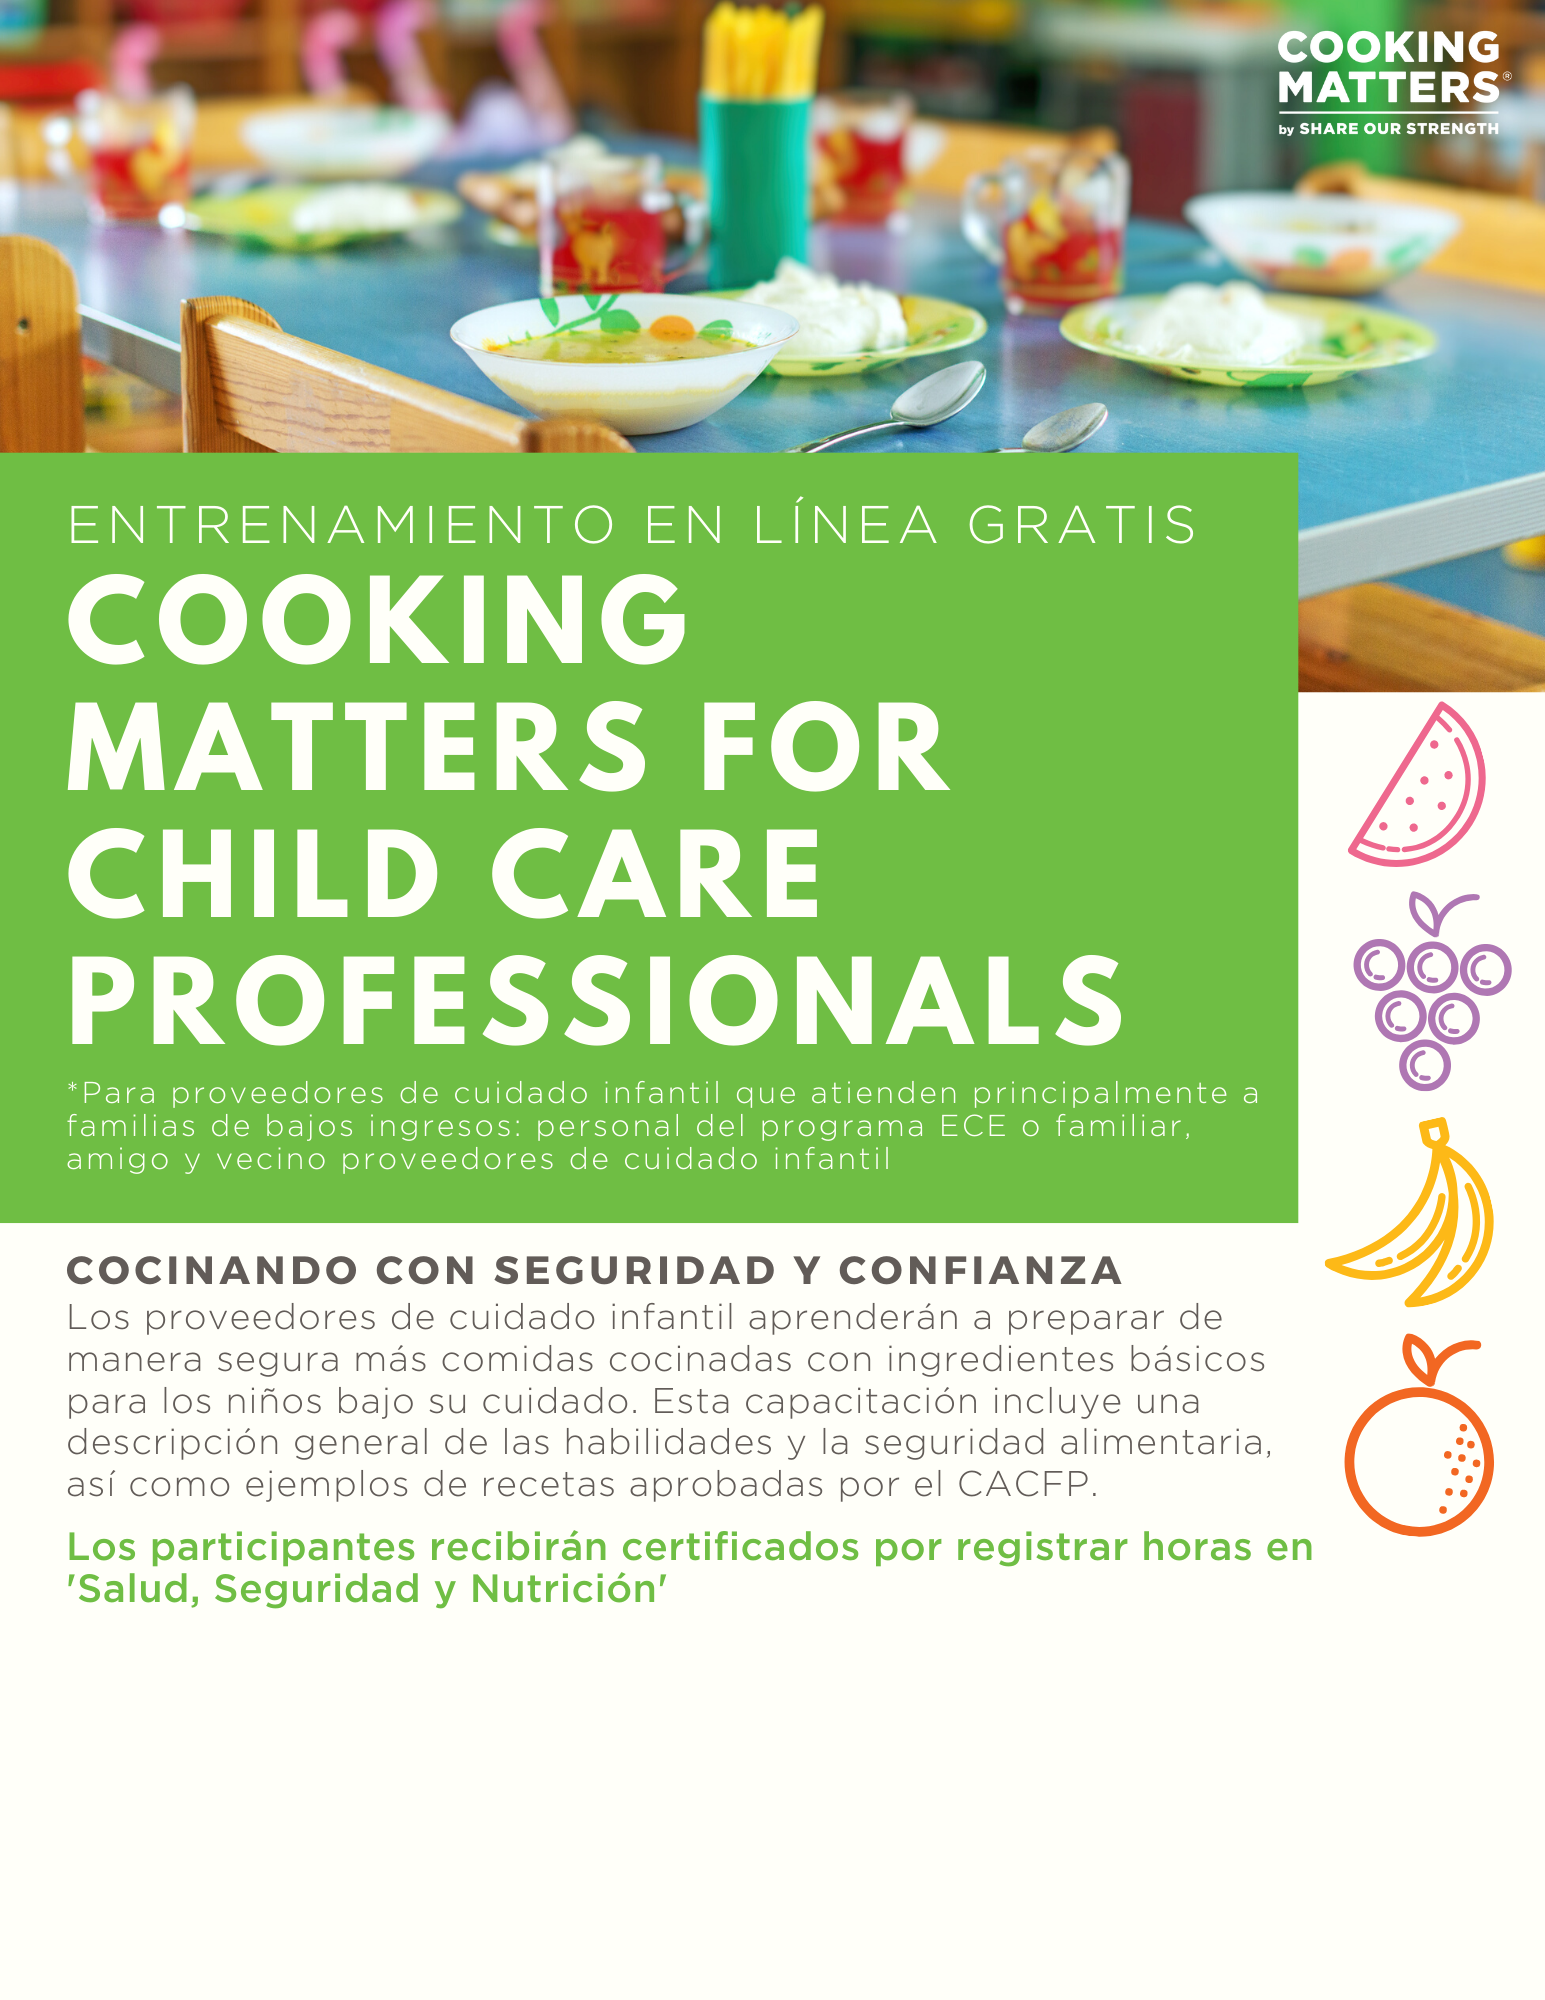 COOKING
MATTERS®
by SHARE OUR STRENGTH
ENTRENAMIENTO EN LÍNEA GRATIS
COOKING
MATTERS FOR
CHILD CARE
PROFESSIONALS
*Para proveedores de cuidado infantil que atienden principalmente a
familias de bajos ingresos: personal del programa ECE o familiar,
amigo y vecino proveedores de cuidado infantil
COCINANDO CON SEGURIDAD Y CONFIANZA
Los proveedores de cuidado infantil aprenderán a preparar de
manera segura más comidas cocinadas con ingredientes básicos
para los niños bajo su cuidado. Esta capacitación incluye una
descripción general de las habilidades y la seguridad alimentaria,
así como ejemplos de recetas aprobadas por el CACFP.
Los participantes recibirán certificados por registrar horas en
'Salud, Seguridad y Nutrición'